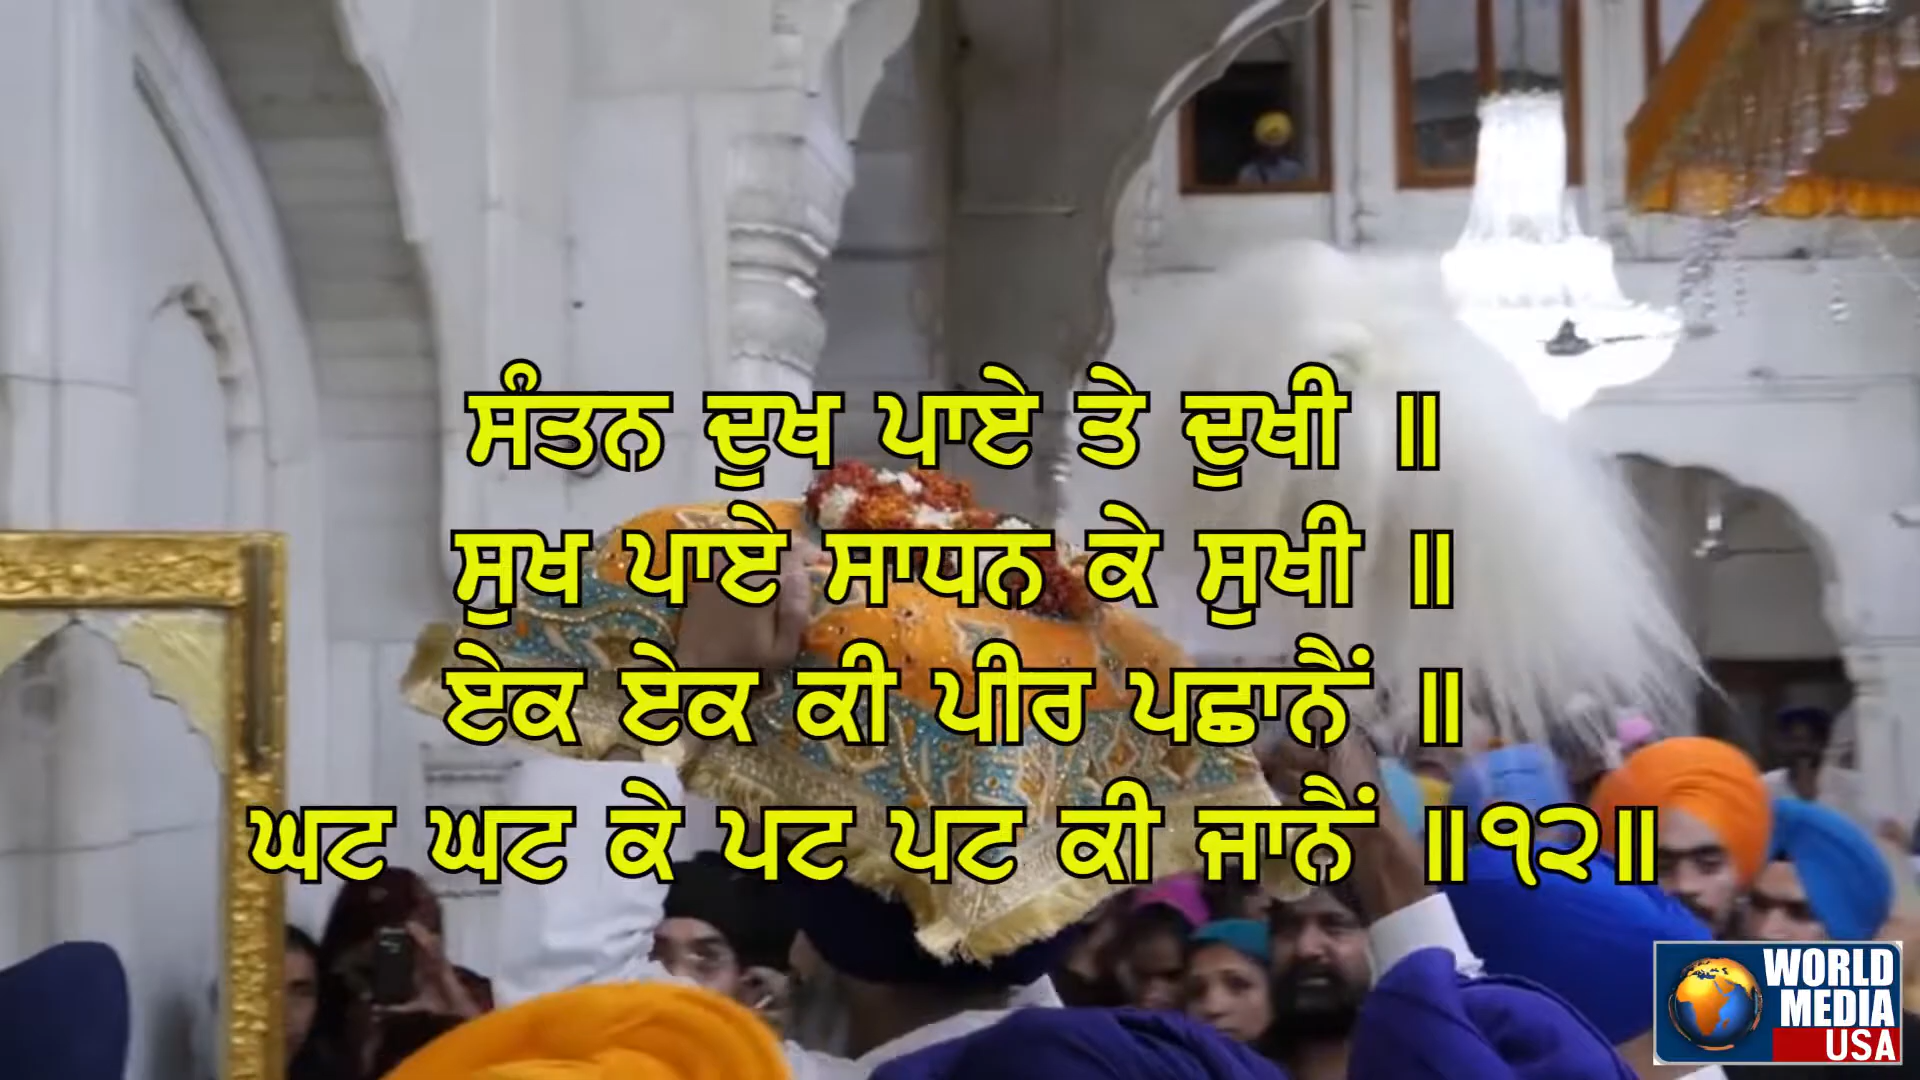 ਸੰਤਨ ਦੁਖ ਪਾਏ ਤੇ ਦੁਖੀ ॥
ਸੁਖ ਪਾਏ ਸਾਧਨ ਕੇ ਸੁਖੀ ॥
ਏਕ ਏਕ ਕੀ ਪੀਰ ਪਛਾਨੈਂ ॥
ਘਟ ਘਟ ਕੇ ਪਟ ਪਟ ਕੀ ਜਾਨੈਂ ॥੧੨॥
WORLD
MEDIA
USA